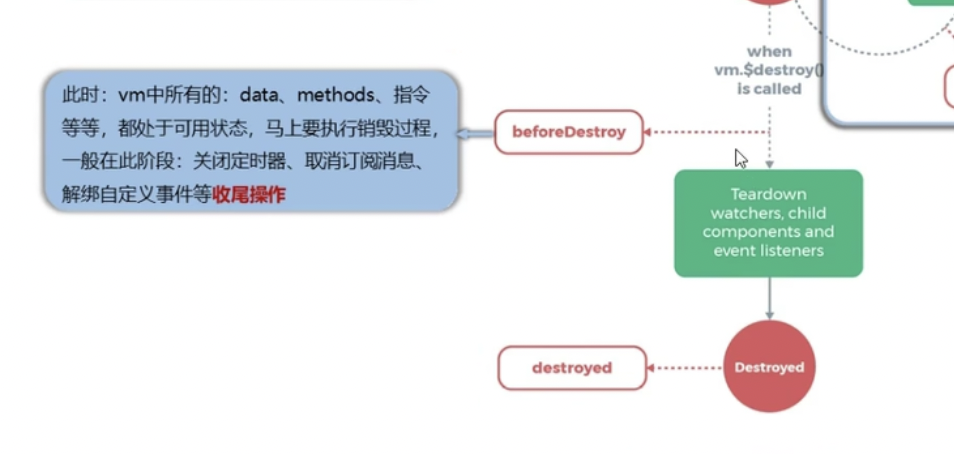 when
vm.$destroy()
is called
此时：vm中所有的：data、methods、指令
等等，都处于可用状态，马上要执行销毁过程，
一般在此阶段：关闭定时器、取消订阅消息、
解绑自定义事件等收尾操作
beforeDestroy
Teardown
watchers, child
components and
event listeners
destroyed
Destroyed